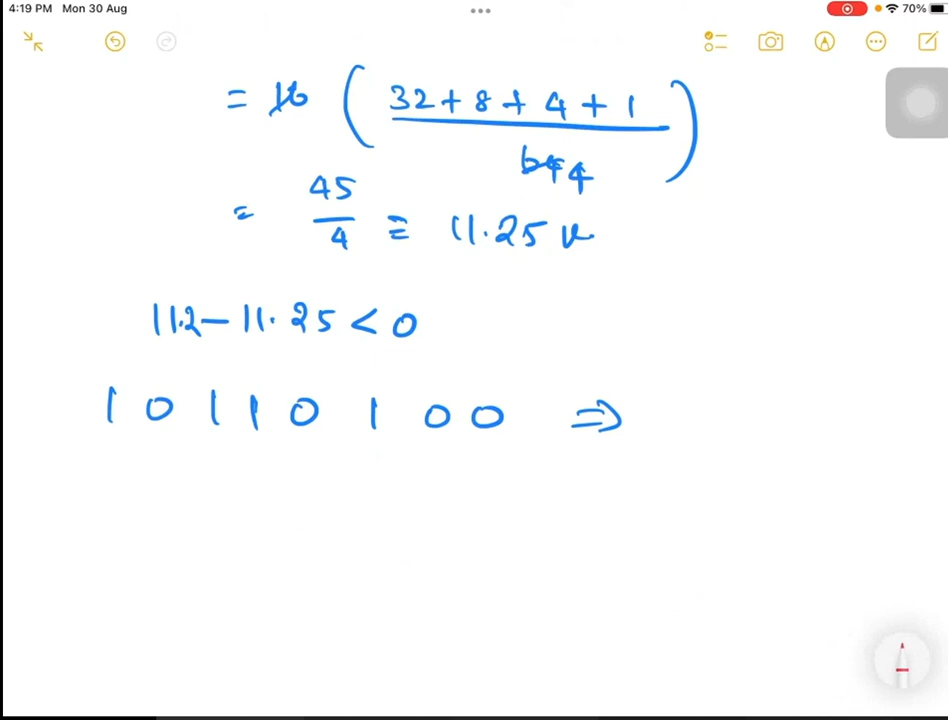 4:19 PM Mon 30 Aug 70%
= 16 ( 32 + 8 + 4 + 1 / 64 4 )
= 45 / 4 = 11.25 V
11.2 - 11.25 < 0
1 0 1 1 0 1 0 0 ⇒